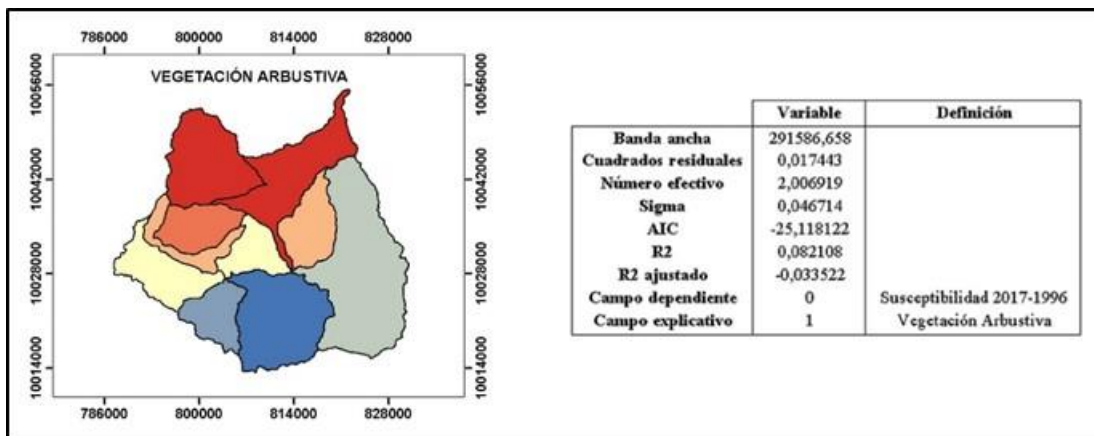 786000 800000 814000 828000
VEGETACIÓN ARBUSTIVA
10056000
10042000
10028000
10014000
10056000
10042000
10028000
10014000
786000 800000 814000 828000
Variable Definición
Banda ancha 291586,658
Cuadrados residuales 0,017443
Número efectivo 2,006919
Sigma 0,046714
AIC -25,118122
R2 0,082108
R2 ajustado -0,033522
Campo dependiente 0 Susceptibilidad 2017-1996
Campo explicativo 1 Vegetación Arbustiva